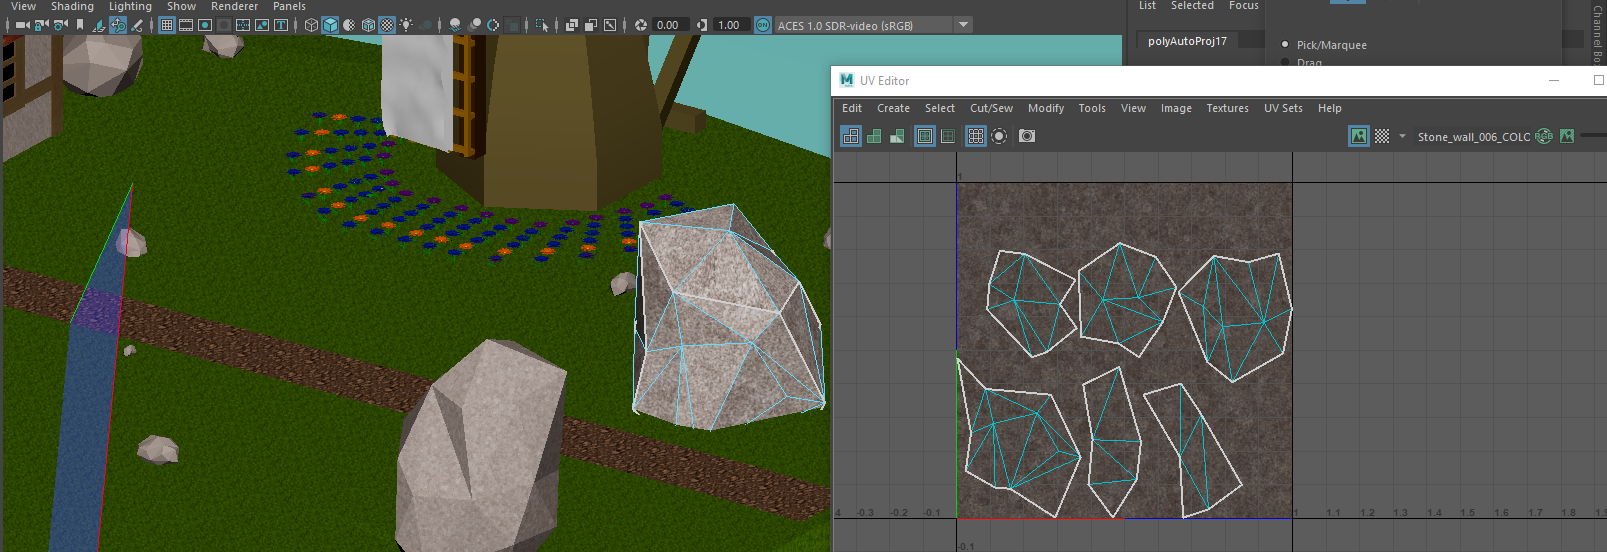 View Shading Lighting Show Renderer Panels
0.00 1.00 ON ACES 1.0 SDR-video (sRGB)
List Selected Focus
polyAutoProj17
Pick/Marquee
Drag
Channel Bo
M UV Editor
Edit Create Select Cut/Sew Modify Tools View Image Textures UV Sets Help
Stone_wall_006_COLC RGB
1
4 -0.3 -0.2 -0.1 1 1.1 1.2 1.3 1.4 1.5 1.6 1.7 1.8 1.9
-0.1